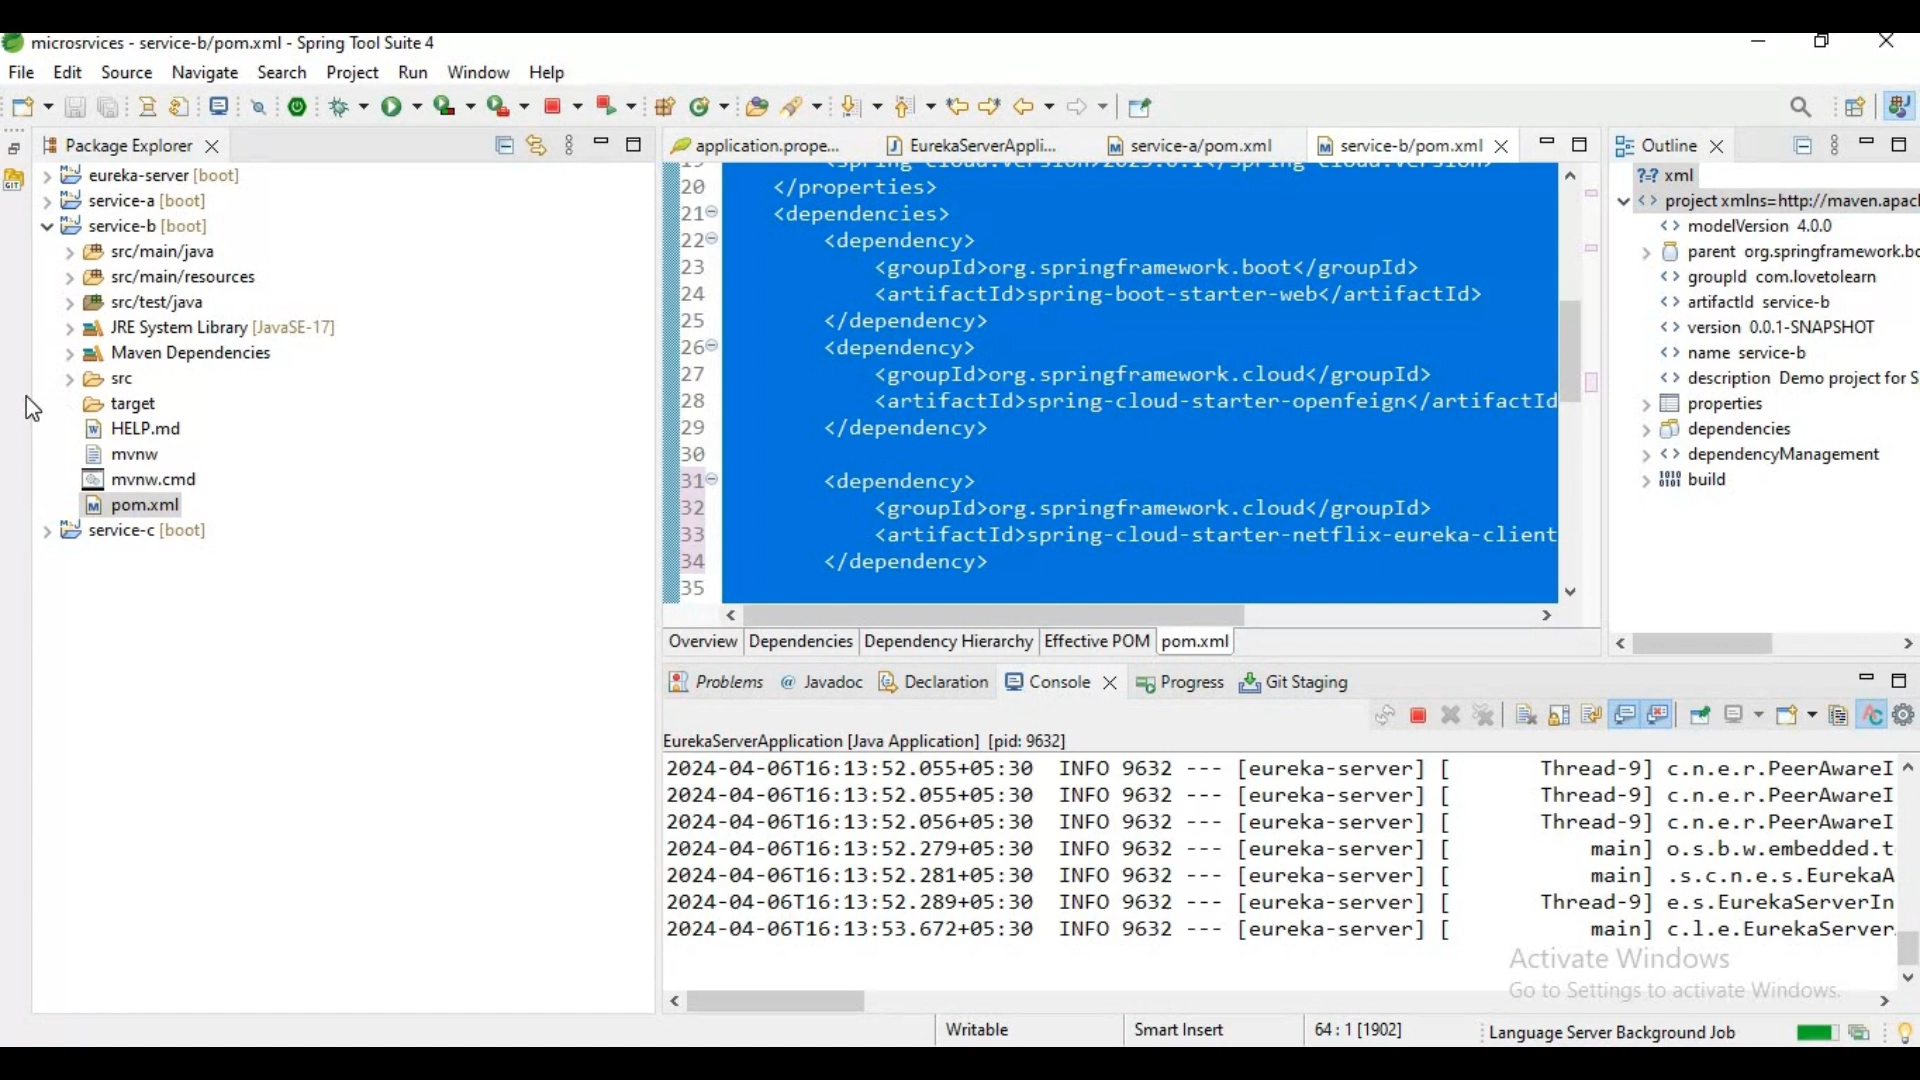 microsrvices - service-b/pom.xml - Spring Tool Suite 4
File Edit Source Navigate Search Project Run Window Help
Package Explorer
application.prope...
EurekaServerAppli...
service-a/pom.xml
service-b/pom.xml
Outline
GIT
eureka-server [boot]
service-a [boot]
service-b [boot]
src/main/java
src/main/resources
src/test/java
JRE System Library [JavaSE-17]
Maven Dependencies
src
target
HELP.md
mvnw
mvnw.cmd
pom.xml
service-c [boot]
20 </properties>
21 <dependencies>
22 <dependency>
23 <groupId>org.springframework.boot</groupId>
24 <artifactId>spring-boot-starter-web</artifactId>
25 </dependency>
26 <dependency>
27 <groupId>org.springframework.cloud</groupId>
28 <artifactId>spring-cloud-starter-openfeign</artifactId
29 </dependency>
30
31 <dependency>
32 <groupId>org.springframework.cloud</groupId>
33 <artifactId>spring-cloud-starter-netflix-eureka-client
34 </dependency>
35
Overview Dependencies Dependency Hierarchy Effective POM pom.xml
?=? xml
project xmlns=http://maven.apacl
modelVersion 4.0.0
parent org.springframework.bo
groupId com.lovetolearn
artifactId service-b
version 0.0.1-SNAPSHOT
name service-b
description Demo project for S
properties
dependencies
dependencyManagement
build
Problems @ Javadoc Declaration Console Progress Git Staging
EurekaServerApplication [Java Application] [pid: 9632]
2024-04-06T16:13:52.055+05:30 INFO 9632 --- [eureka-server] [ Thread-9] c.n.e.r.PeerAwareI
2024-04-06T16:13:52.055+05:30 INFO 9632 --- [eureka-server] [ Thread-9] c.n.e.r.PeerAwareI
2024-04-06T16:13:52.056+05:30 INFO 9632 --- [eureka-server] [ Thread-9] c.n.e.r.PeerAwareI
2024-04-06T16:13:52.279+05:30 INFO 9632 --- [eureka-server] [ main] o.s.b.w.embedded.t
2024-04-06T16:13:52.281+05:30 INFO 9632 --- [eureka-server] [ main] .s.c.n.e.s.EurekaA
2024-04-06T16:13:52.289+05:30 INFO 9632 --- [eureka-server] [ Thread-9] e.s.EurekaServerIn
2024-04-06T16:13:53.672+05:30 INFO 9632 --- [eureka-server] [ main] c.l.e.EurekaServer
Activate Windows
Go to Settings to activate Windows.
Writable
Smart Insert
64 : 1 [1902]
Language Server Background Job